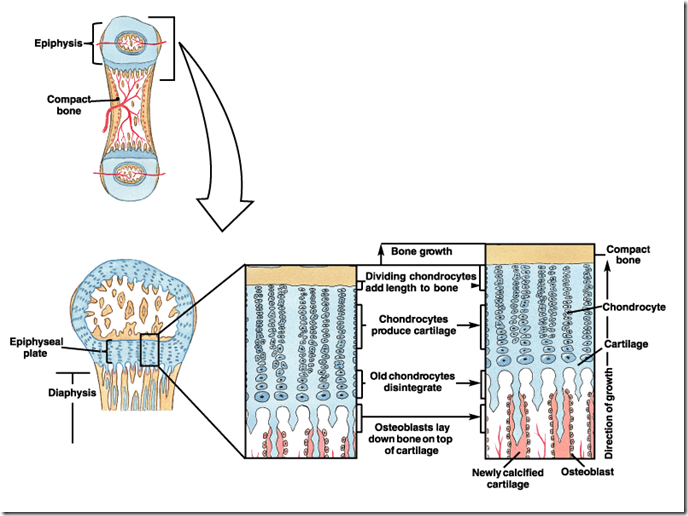 Epiphysis
Compact
bone
Bone growth
Compact
bone
Dividing chondrocytes
add length to bone
Chondrocyte
Chondrocytes
produce cartilage
Cartilage
Epiphyseal
plate
Old chondrocytes
disintegrate
Diaphysis
Osteoblasts lay
down bone on top
of cartilage
Direction of growth
Newly calcified
cartilage
Osteoblast